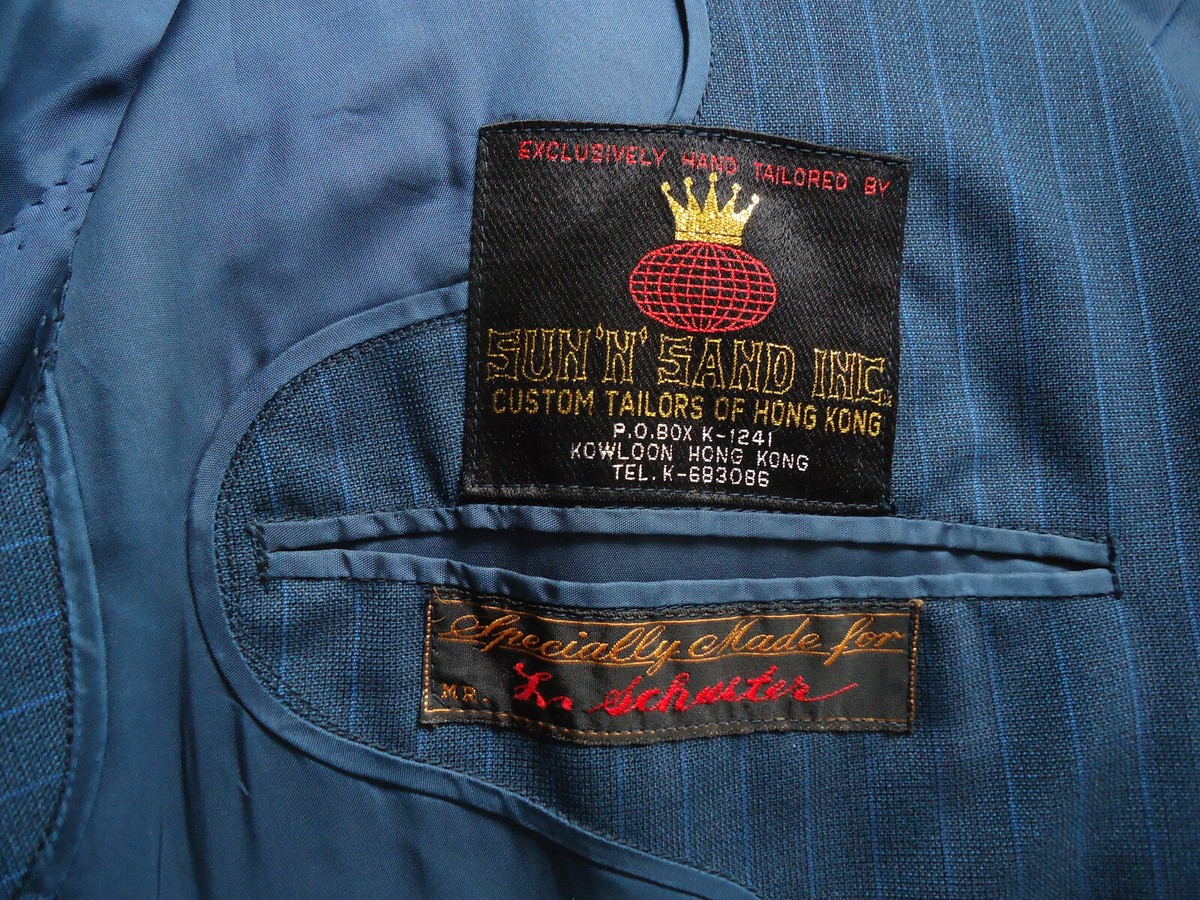 EXCLUSIVELY HAND TAILORED BY
SUN 'N' SAND INC.
CUSTOM TAILORS OF HONG KONG
P.O.BOX K-1241
KOWLOON HONG KONG
TEL. K-683086
Specially Made for
MR. L. Schuster